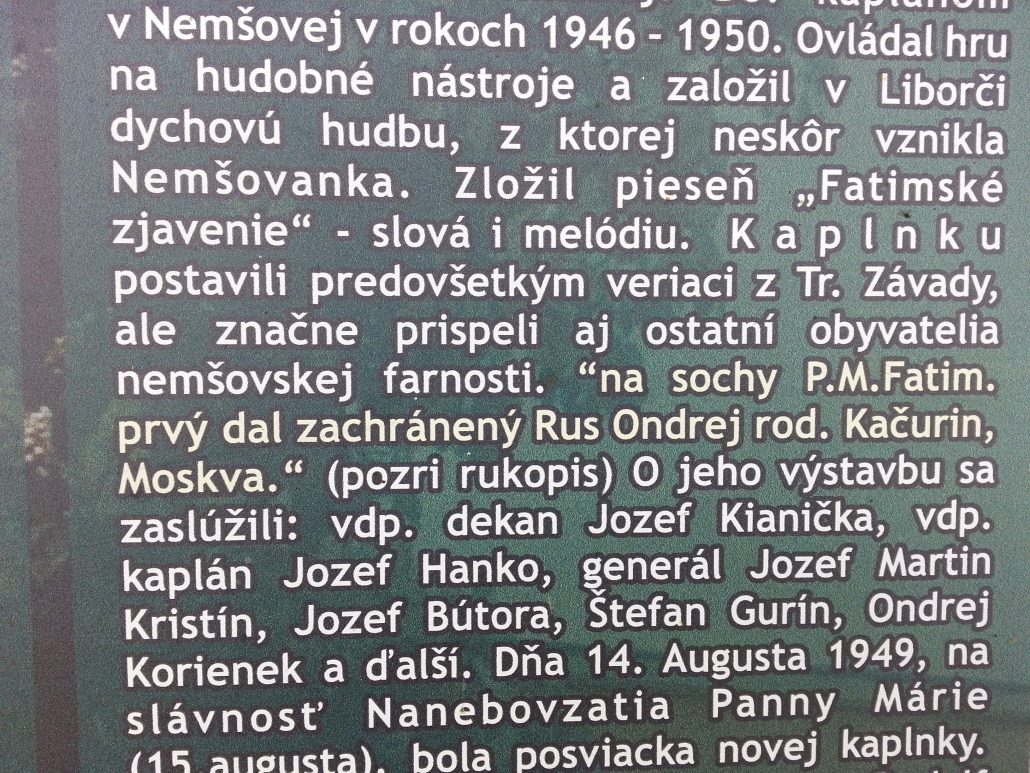 kaplánom
v Nemšovej v rokoch 1946 - 1950. Ovládal hru
na hudobné nástroje a založil v Liborči
dychovú hudbu, z ktorej neskôr vznikla
Nemšovanka. Zložil pieseň „Fatimské
zjavenie“ - slová i melódiu. K a p l n k u
postavili predovšetkým veriaci z Tr. Závady,
ale značne prispeli aj ostatní obyvatelia
nemšovskej farnosti. “na sochy P.M.Fatim.
prvý dal zachránený Rus Ondrej rod. Kačurin,
Moskva.“ (pozri rukopis) O jeho výstavbu sa
zaslúžili: vdp. dekan Jozef Kianička, vdp.
kaplán Jozef Hanko, generál Jozef Martin
Kristín, Jozef Bútora, Štefan Gurín, Ondrej
Korienek a ďalší. Dňa 14. Augusta 1949, na
slávnosť Nanebovzatia Panny Márie
(15.augusta), bola posviacka novej kaplnky.